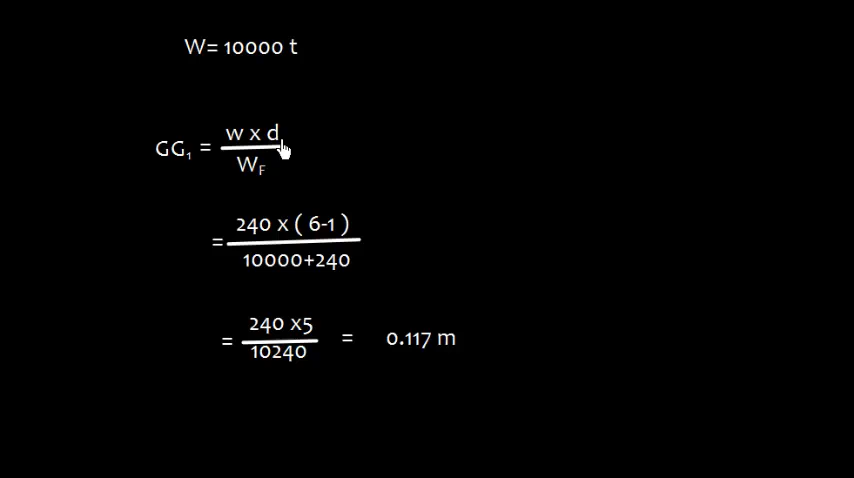 W= 10000 t
GG₁ = w x d
W_F
= 240 x ( 6-1 )
10000+240
= 240 x5 = 0.117 m
10240